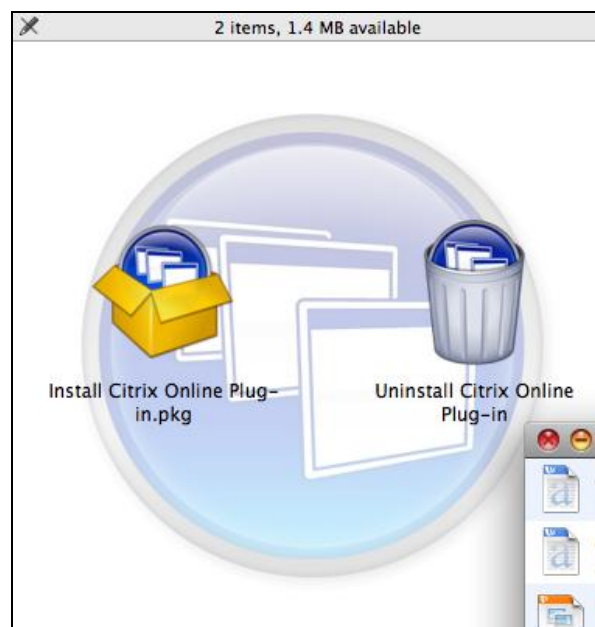 2 items, 1.4 MB available
Install Citrix Online Plug-
in.pkg
Uninstall Citrix Online
Plug-in